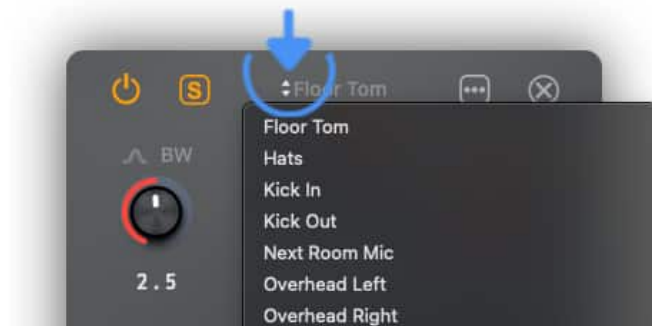 S
Floor Tom
Floor Tom
Hats
BW
Kick In
Kick Out
Next Room Mic
2.5
Overhead Left
Overhead Right